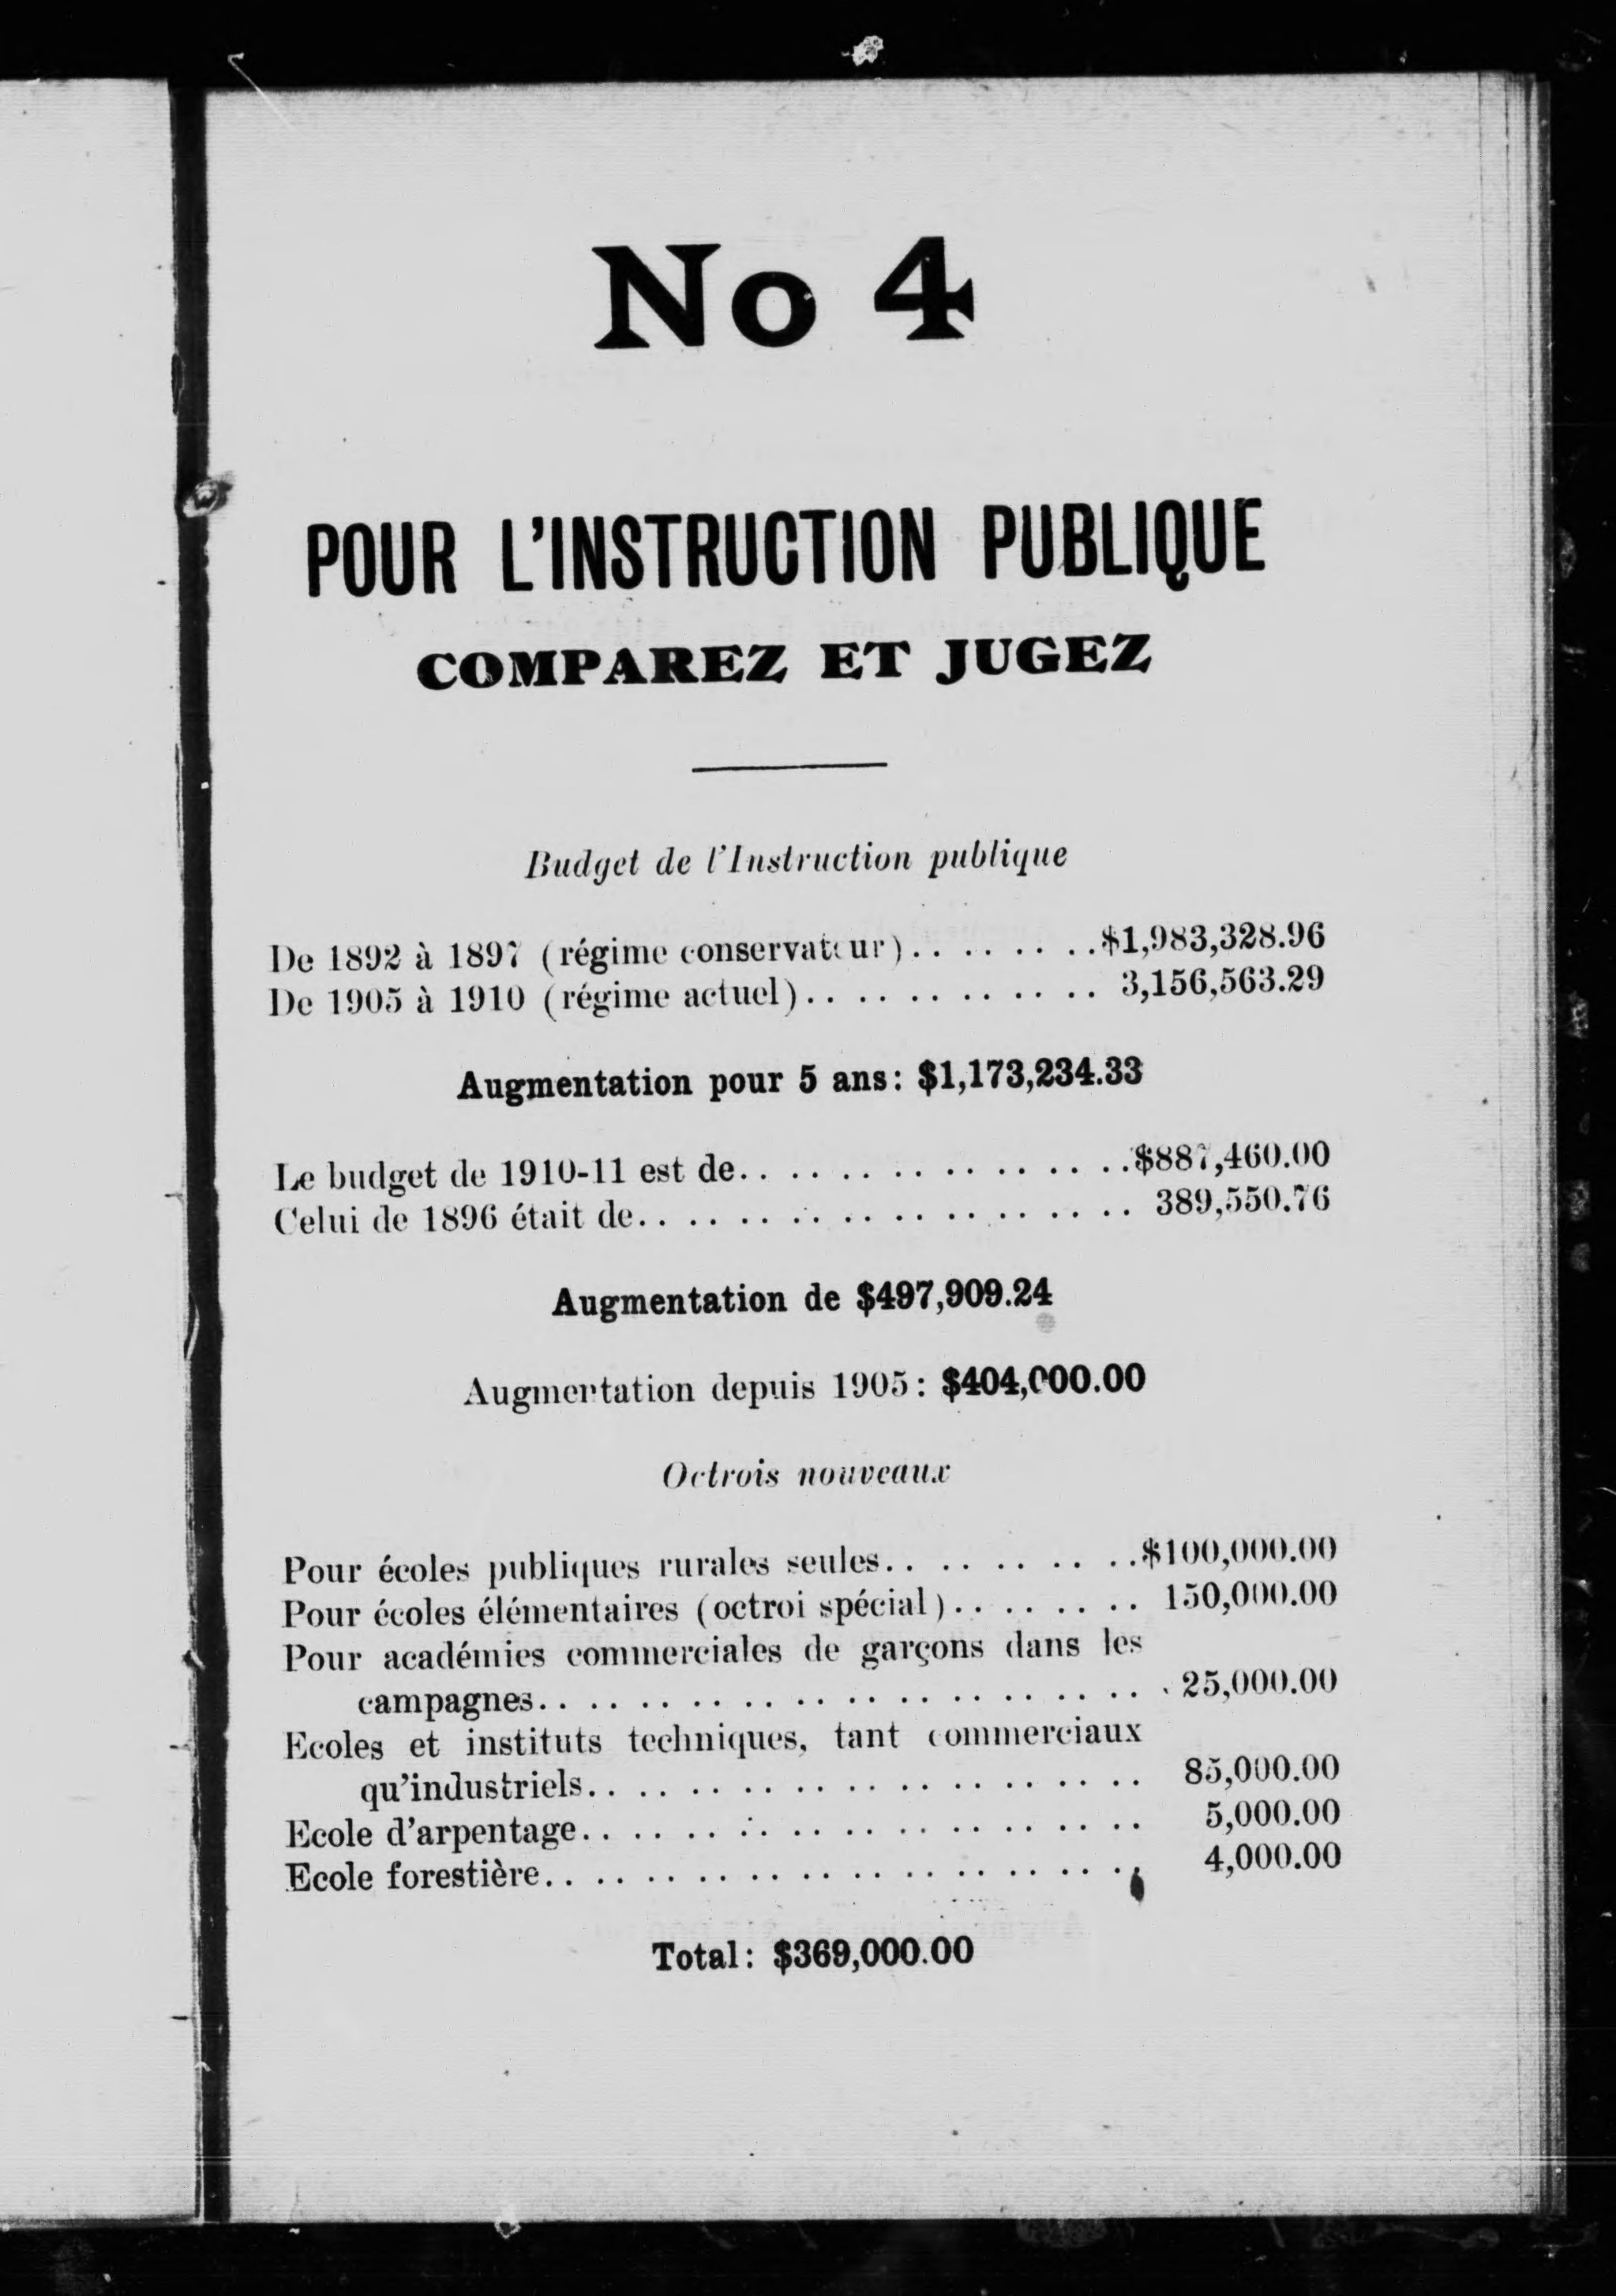 No 4
POUR L'INSTRUCTION PUBLIQUE
COMPAREZ ET JUGEZ
Budget de l'Instruction publique
De 1892 à 1897 (régime conservateur)........$1,983,328.96
De 1905 à 1910 (régime actuel)............ 3,156,563.29
Augmentation pour 5 ans: $1,173,234.33
Le budget de 1910-11 est de................$887,460.00
Celui de 1896 était de.................... 389,550.76
Augmentation de $497,909.24
Augmentation depuis 1905: $404,000.00
Octrois nouveaux
Pour écoles publiques rurales seules..........$100,000.00
Pour écoles élémentaires (octroi spécial)........ 150,000.00
Pour académies commerciales de garçons dans les
campagnes......................... 25,000.00
Ecoles et instituts techniques, tant commerciaux
qu'industriels...................... 85,000.00
Ecole d'arpentage...................... 5,000.00
Ecole forestière........................ 4,000.00
Total: $369,000.00